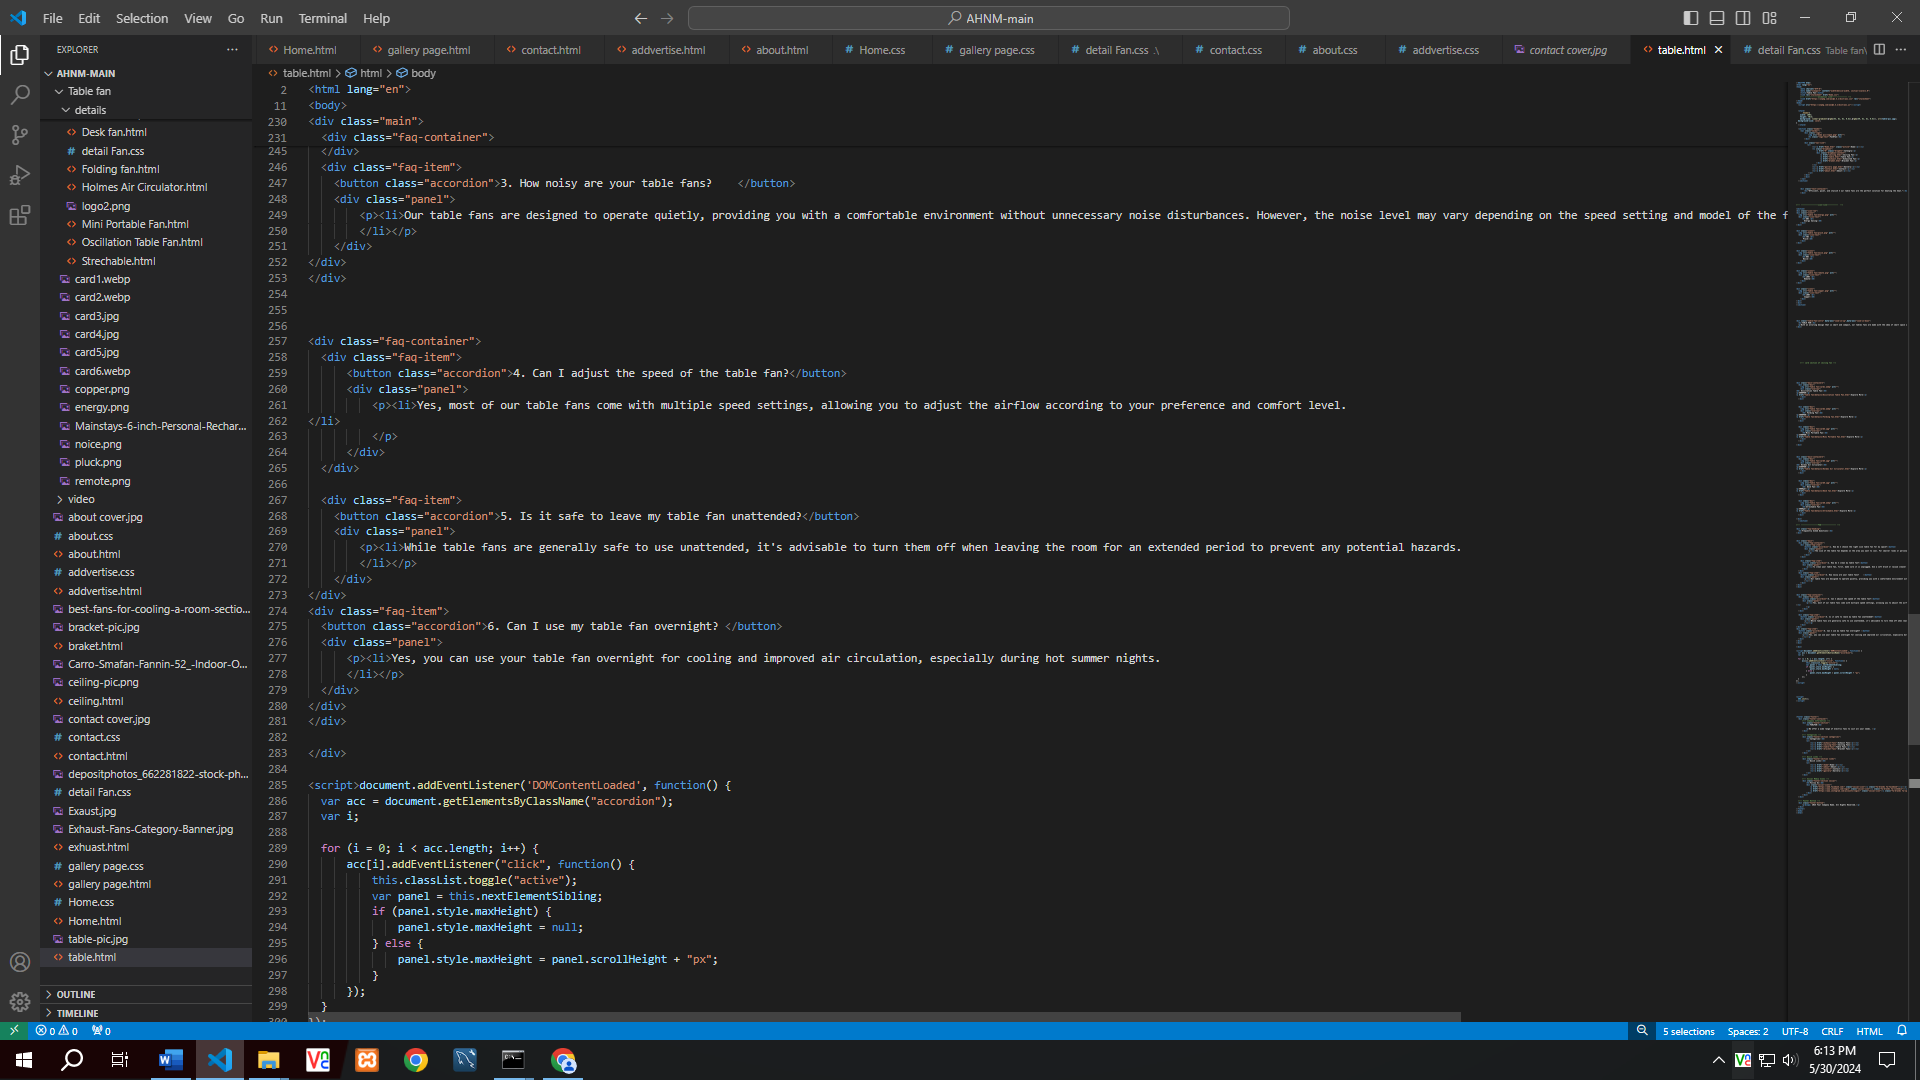 File Edit Selection View Go Run Terminal Help
AHNM-main
EXPLORER
Home.html gallery page.html contact.html addvertise.html about.html Home.css gallery page.css detail Fan.css .\ contact.css about.css addvertise.css contact cover.jpg table.html detail Fan.css Table fan\
AHNM-MAIN
Table fan
details
Desk fan.html
detail Fan.css
Folding fan.html
Holmes Air Circulator.html
logo2.png
Mini Portable Fan.html
Oscillation Table Fan.html
Strechable.html
card1.webp
card2.webp
card3.jpg
card4.jpg
card5.jpg
card6.webp
copper.png
energy.png
Mainstays-6-inch-Personal-Rechar...
noice.png
pluck.png
remote.png
video
about cover.jpg
about.css
about.html
addvertise.css
addvertise.html
best-fans-for-cooling-a-room-sectio...
bracket-pic.jpg
braket.html
Carro-Smafan-Fannin-52_-Indoor-O...
ceiling-pic.png
ceiling.html
contact cover.jpg
contact.css
contact.html
depositphotos_662281822-stock-ph...
detail Fan.css
Exaust.jpg
Exhaust-Fans-Category-Banner.jpg
exhuast.html
gallery page.css
gallery page.html
Home.css
Home.html
table-pic.jpg
table.html
OUTLINE
TIMELINE
table.html > html > body
2 <html lang="en">
11 <body>
230 <div class="main">
231 <div class="faq-container">
245 </div>
246 <div class="faq-item">
247 <button class="accordion">3. How noisy are your table fans? </button>
248 <div class="panel">
249 <p><li>Our table fans are designed to operate quietly, providing you with a comfortable environment without unnecessary noise disturbances. However, the noise level may vary depending on the speed setting and model of the f
250 </li></p>
251 </div>
252 </div>
253 </div>
254
255
256
257 <div class="faq-container">
258 <div class="faq-item">
259 <button class="accordion">4. Can I adjust the speed of the table fan?</button>
260 <div class="panel">
261 <p><li>Yes, most of our table fans come with multiple speed settings, allowing you to adjust the airflow according to your preference and comfort level.
262 </li>
263 </p>
264 </div>
265 </div>
266
267 <div class="faq-item">
268 <button class="accordion">5. Is it safe to leave my table fan unattended?</button>
269 <div class="panel">
270 <p><li>While table fans are generally safe to use unattended, it's advisable to turn them off when leaving the room for an extended period to prevent any potential hazards.
271 </li></p>
272 </div>
273 </div>
274 <div class="faq-item">
275 <button class="accordion">6. Can I use my table fan overnight? </button>
276 <div class="panel">
277 <p><li>Yes, you can use your table fan overnight for cooling and improved air circulation, especially during hot summer nights.
278 </li></p>
279 </div>
280 </div>
281 </div>
282
283 </div>
284
285 <script>document.addEventListener('DOMContentLoaded', function() {
286 var acc = document.getElementsByClassName("accordion");
287 var i;
288
289 for (i = 0; i < acc.length; i++) {
290 acc[i].addEventListener("click", function() {
291 this.classList.toggle("active");
292 var panel = this.nextElementSibling;
293 if (panel.style.maxHeight) {
294 panel.style.maxHeight = null;
295 } else {
296 panel.style.maxHeight = panel.scrollHeight + "px";
297 }
298 });
299 }
300 });
0 0 0 5 selections Spaces: 2 UTF-8 CRLF HTML
6:13 PM
5/30/2024